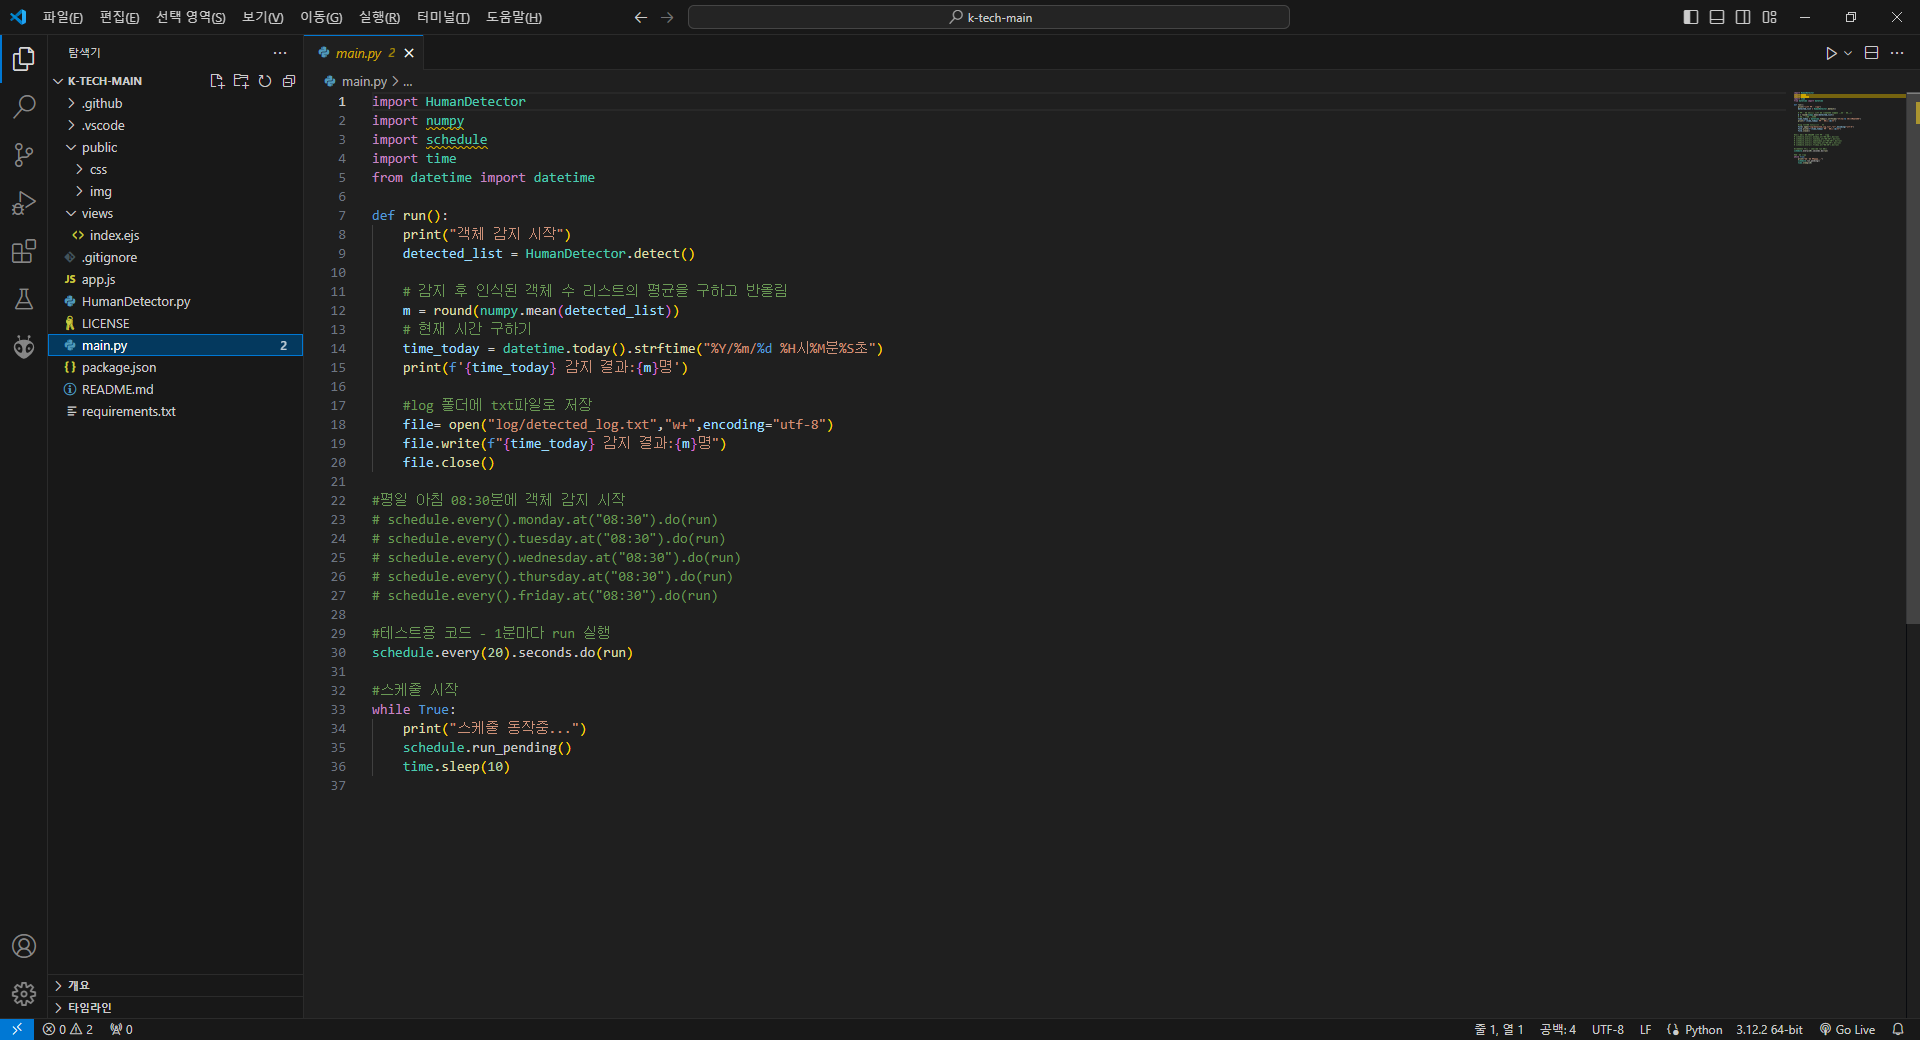 파일(F) 편집(E) 선택 영역(S) 보기(V) 이동(G) 실행(R) 터미널(T) 도움말(H)
k-tech-main
탐색기
K-TECH-MAIN
.github
.vscode
public
css
img
views
index.ejs
.gitignore
JS app.js
HumanDetector.py
LICENSE
main.py 2
package.json
README.md
requirements.txt
개요
타임라인
main.py 2
main.py > ...
1 import HumanDetector
2 import numpy
3 import schedule
4 import time
5 from datetime import datetime
6
7 def run():
8 print("객체 감지 시작")
9 detected_list = HumanDetector.detect()
10
11 # 감지 후 인식된 객체 수 리스트의 평균을 구하고 반올림
12 m = round(numpy.mean(detected_list))
13 # 현재 시간 구하기
14 time_today = datetime.today().strftime("%Y/%m/%d %H시%M분%S초")
15 print(f'{time_today} 감지 결과:{m}명')
16
17 #log 폴더에 txt파일로 저장
18 file= open("log/detected_log.txt","w+",encoding="utf-8")
19 file.write(f"{time_today} 감지 결과:{m}명")
20 file.close()
21
22 #평일 아침 08:30분에 객체 감지 시작
23 # schedule.every().monday.at("08:30").do(run)
24 # schedule.every().tuesday.at("08:30").do(run)
25 # schedule.every().wednesday.at("08:30").do(run)
26 # schedule.every().thursday.at("08:30").do(run)
27 # schedule.every().friday.at("08:30").do(run)
28
29 #테스트용 코드 - 1분마다 run 실행
30 schedule.every(20).seconds.do(run)
31
32 #스케줄 시작
33 while True:
34 print("스케줄 동작중...")
35 schedule.run_pending()
36 time.sleep(10)
37
0 2 0
줄 1, 열 1 공백: 4 UTF-8 LF Python 3.12.2 64-bit Go Live